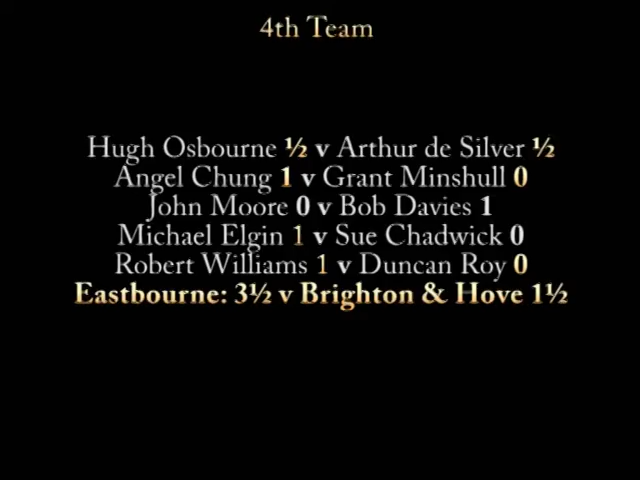 4th Team
Hugh Osbourne ½ v Arthur de Silver ½
Angel Chung 1 v Grant Minshull 0
John Moore 0 v Bob Davies 1
Michael Elgin 1 v Sue Chadwick 0
Robert Williams 1 v Duncan Roy 0
Eastbourne: 3½ v Brighton & Hove 1½